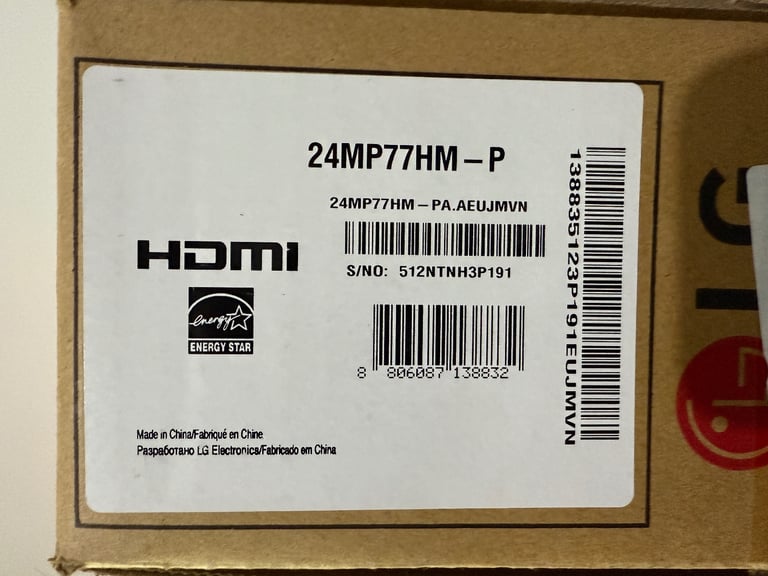 24MP77HM–P
24MP77HM–PA.AEUJMVN
S/NO: 512NTNH3P191
HDMI
energy
ENERGY STAR
8 806087 138832
138835123P191EUJMVN
Made in China/Fabriqué en Chine
Разработано LG Electronics/Fabricado em China
LG